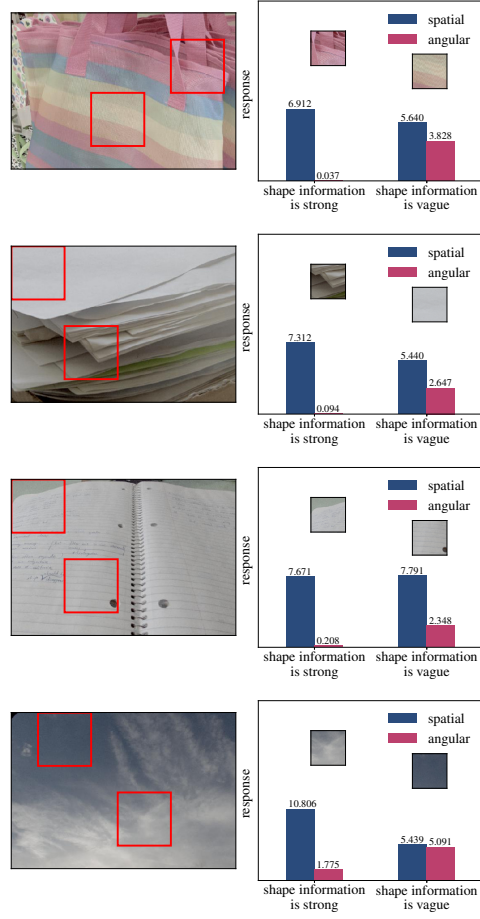 response
spatial
angular
6.912
0.037
5.640
3.828
shape information
is strong
shape information
is vague
response
spatial
angular
7.312
0.094
5.440
2.647
shape information
is strong
shape information
is vague
response
spatial
angular
7.671
0.208
7.791
2.348
shape information
is strong
shape information
is vague
response
spatial
angular
10.806
1.775
5.439
5.091
shape information
is strong
shape information
is vague